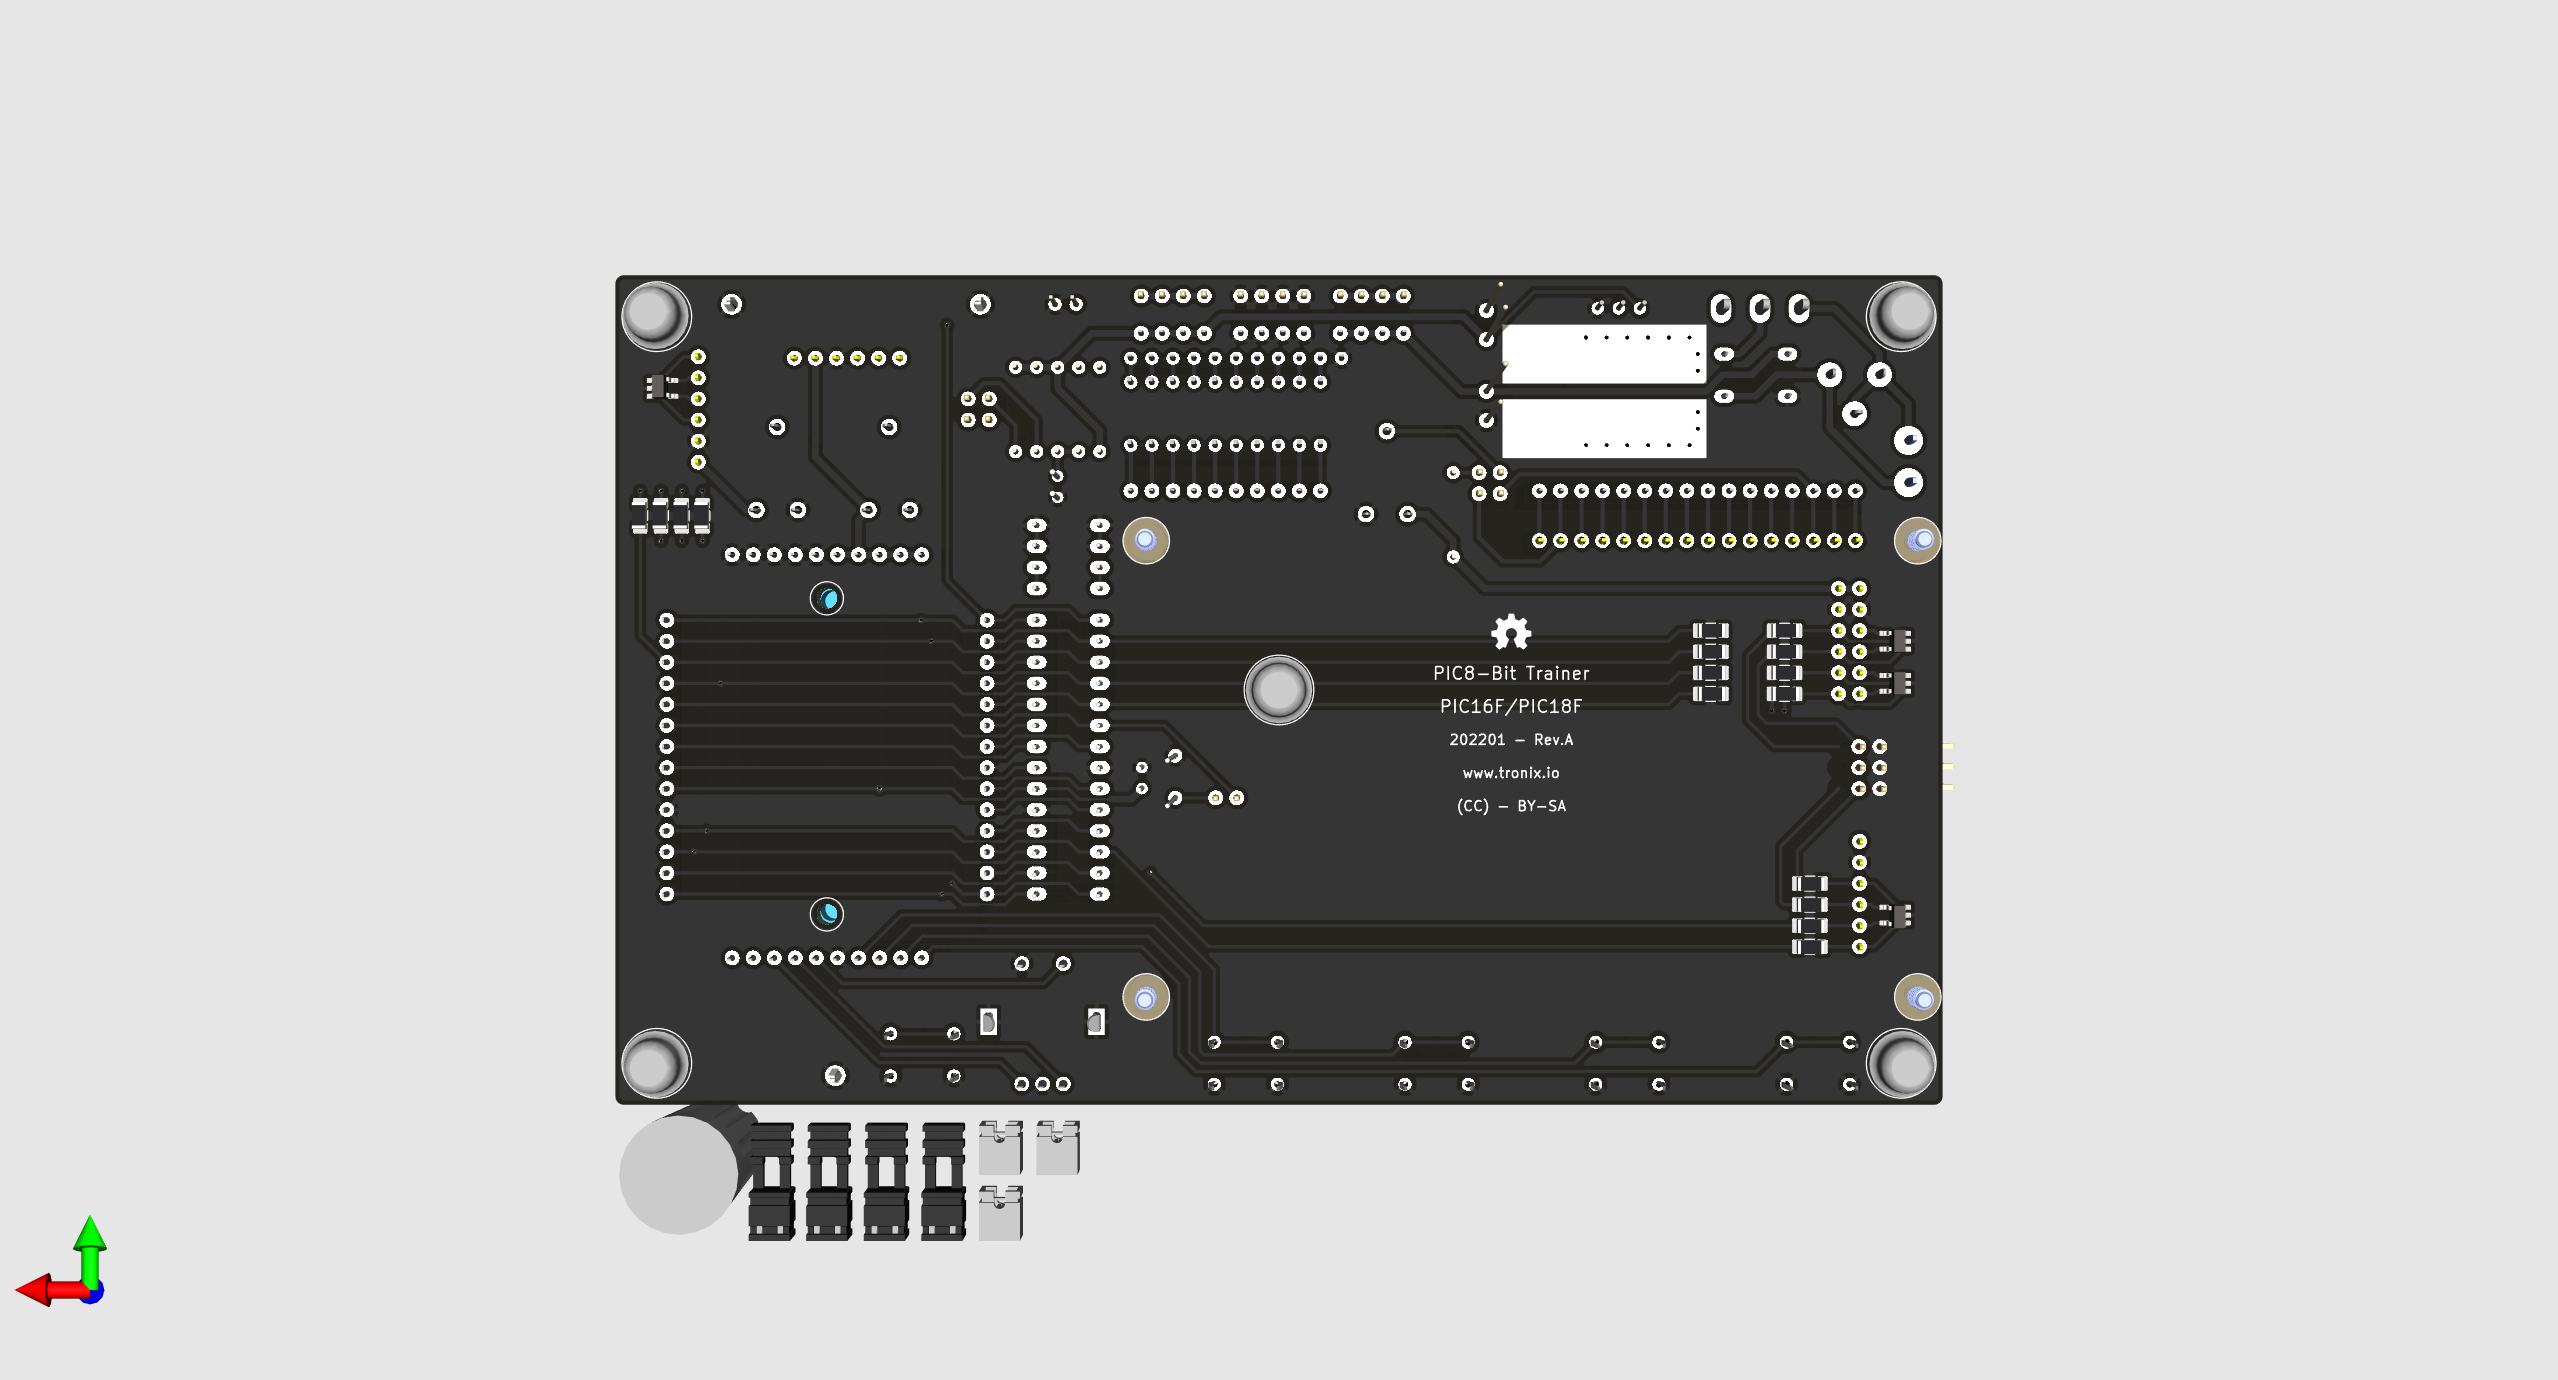 PIC8-Bit Trainer
PIC16F/PIC18F
202201 - Rev.A
www.tronix.io
(CC) - BY-SA